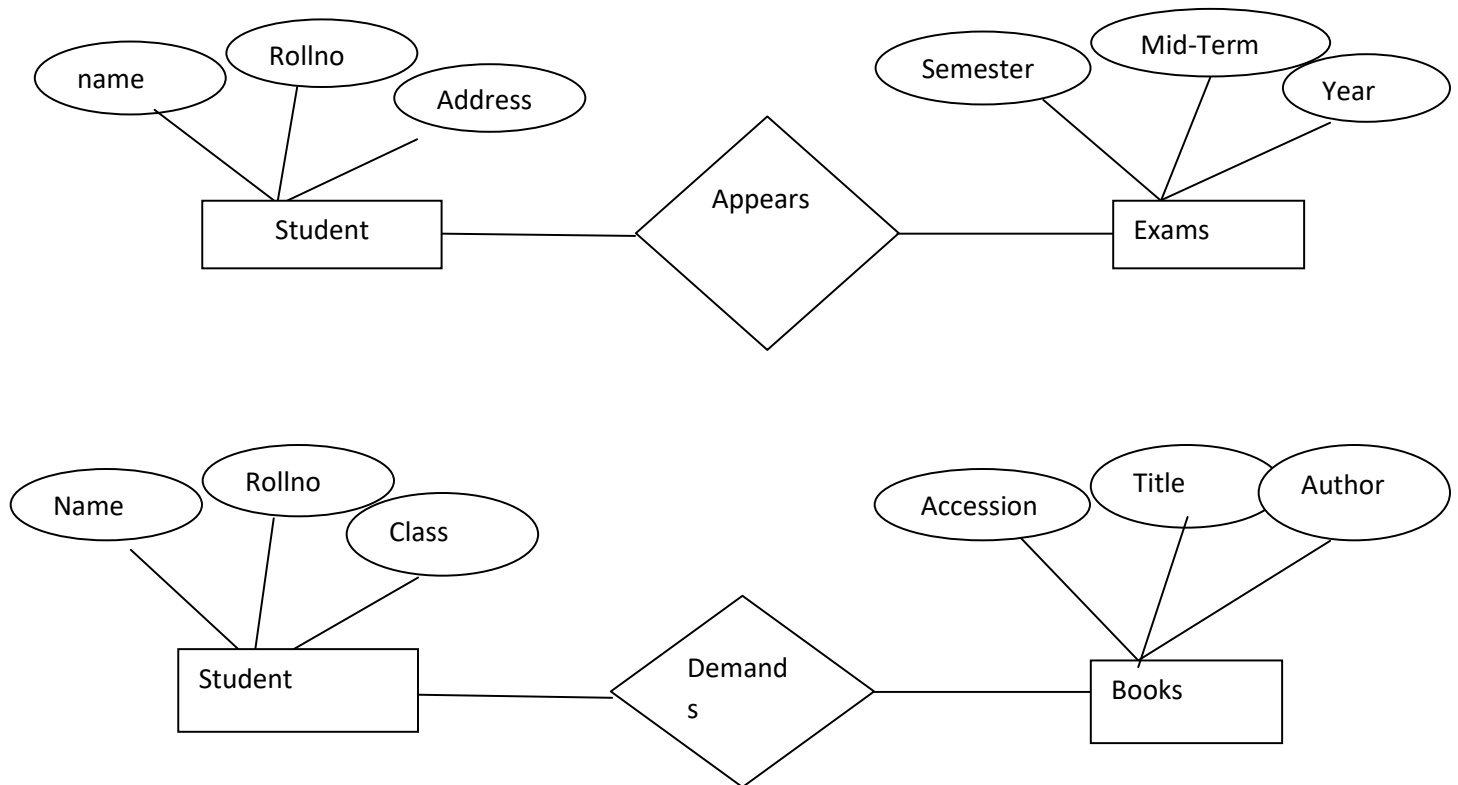 name
Rollno
Address
Semester
Mid-Term
Year
Student
Appears
Exams
Name
Rollno
Class
Accession
Title
Author
Student
Demand
s
Books